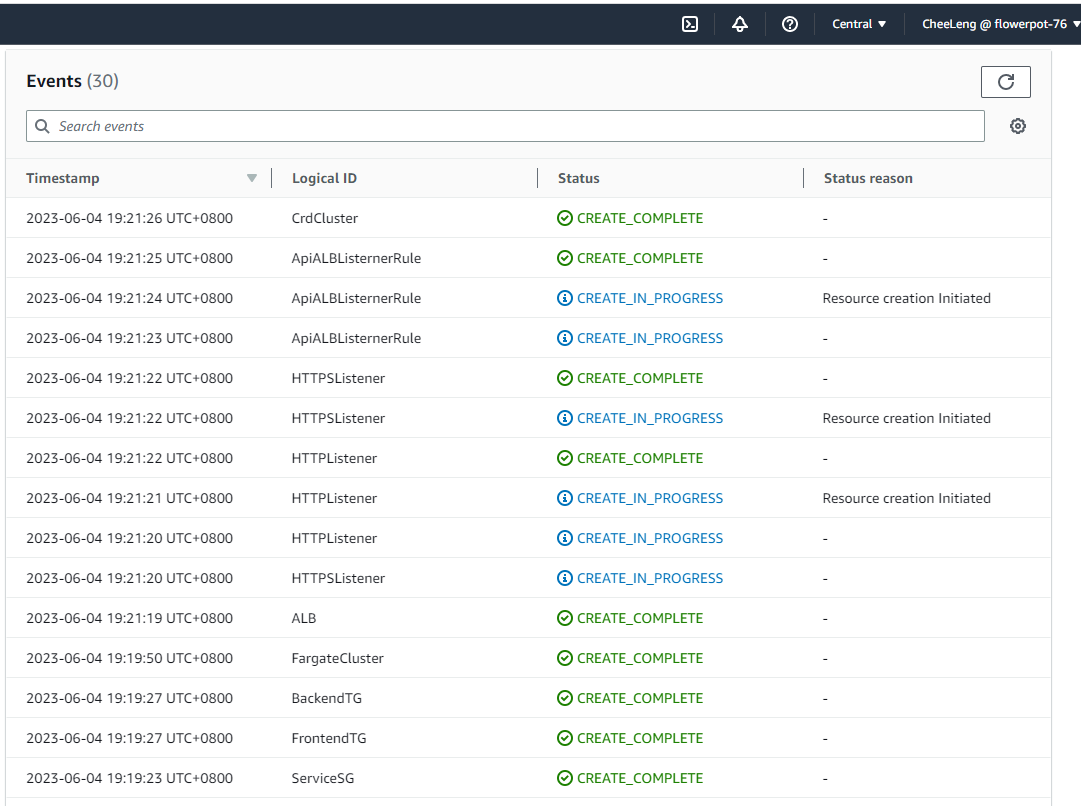 Central ▼ CheeLeng @ flowerpot-76 ▼
Events (30)
Search events
Timestamp Logical ID Status Status reason
2023-06-04 19:21:26 UTC+0800 CrdCluster CREATE_COMPLETE -
2023-06-04 19:21:25 UTC+0800 ApiALBListernerRule CREATE_COMPLETE -
2023-06-04 19:21:24 UTC+0800 ApiALBListernerRule CREATE_IN_PROGRESS Resource creation Initiated
2023-06-04 19:21:23 UTC+0800 ApiALBListernerRule CREATE_IN_PROGRESS -
2023-06-04 19:21:22 UTC+0800 HTTPSListener CREATE_COMPLETE -
2023-06-04 19:21:22 UTC+0800 HTTPSListener CREATE_IN_PROGRESS Resource creation Initiated
2023-06-04 19:21:22 UTC+0800 HTTPListener CREATE_COMPLETE -
2023-06-04 19:21:21 UTC+0800 HTTPListener CREATE_IN_PROGRESS Resource creation Initiated
2023-06-04 19:21:20 UTC+0800 HTTPListener CREATE_IN_PROGRESS -
2023-06-04 19:21:20 UTC+0800 HTTPSListener CREATE_IN_PROGRESS -
2023-06-04 19:21:19 UTC+0800 ALB CREATE_COMPLETE -
2023-06-04 19:19:50 UTC+0800 FargateCluster CREATE_COMPLETE -
2023-06-04 19:19:27 UTC+0800 BackendTG CREATE_COMPLETE -
2023-06-04 19:19:27 UTC+0800 FrontendTG CREATE_COMPLETE -
2023-06-04 19:19:23 UTC+0800 ServiceSG CREATE_COMPLETE -